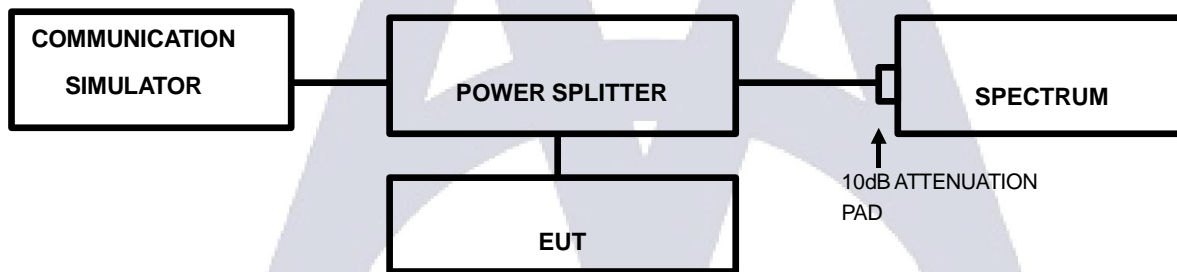 COMMUNICATION
SIMULATOR
POWER SPLITTER
SPECTRUM
10dB ATTENUATION
PAD
EUT